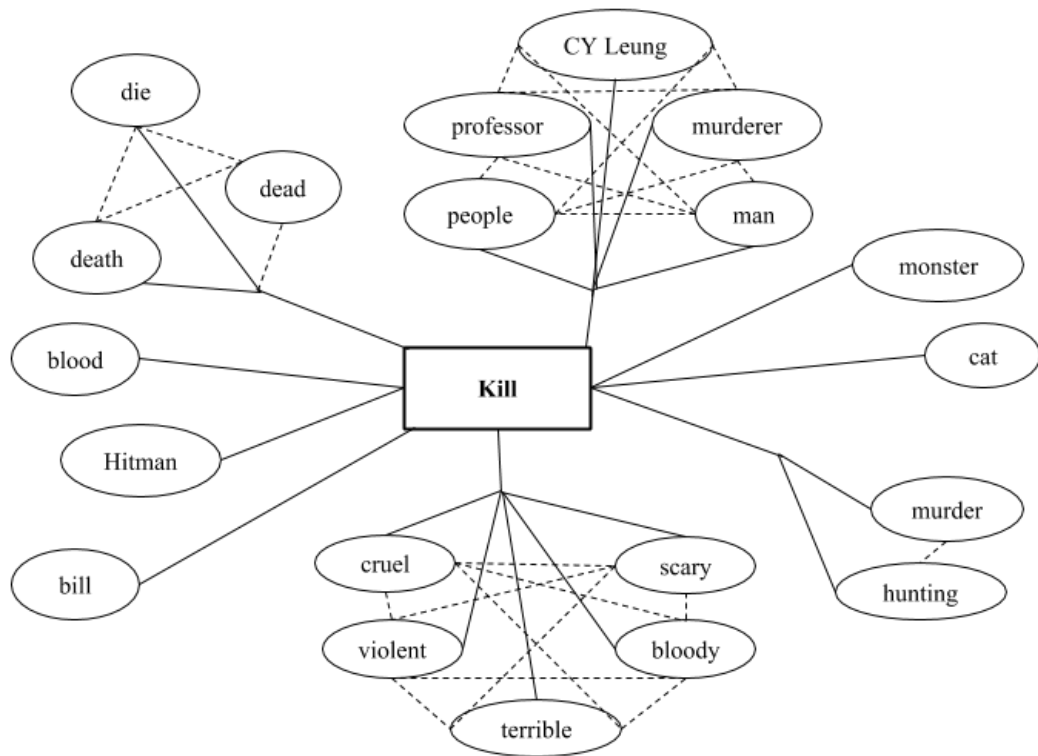 CY Leung
die
professor
murderer
dead
people
man
death
monster
blood
cat
Kill
Hitman
murder
cruel
scary
bill
hunting
violent
bloody
terrible